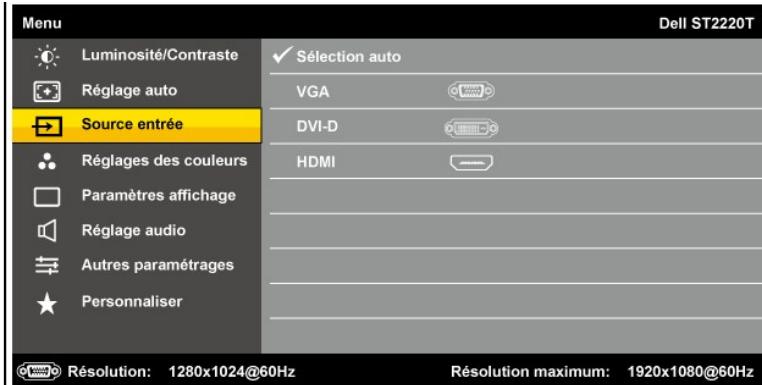 Menu Dell ST2220T
Luminosité/Contraste Sélection auto
Réglage auto VGA
Source entrée DVI-D
Réglages des couleurs HDMI
Paramètres affichage
Réglage audio
Autres paramétrages
Personnaliser
Résolution: 1280x1024@60Hz Résolution maximum: 1920x1080@60Hz